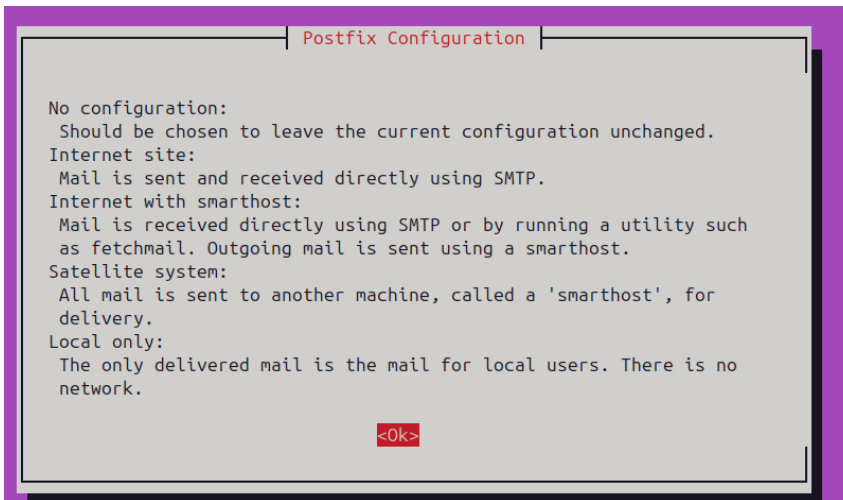 Postfix Configuration
No configuration:
Should be chosen to leave the current configuration unchanged.
Internet site:
Mail is sent and received directly using SMTP.
Internet with smarthost:
Mail is received directly using SMTP or by running a utility such
as fetchmail. Outgoing mail is sent using a smarthost.
Satellite system:
All mail is sent to another machine, called a 'smarthost', for
delivery.
Local only:
The only delivered mail is the mail for local users. There is no
network.
<Ok>